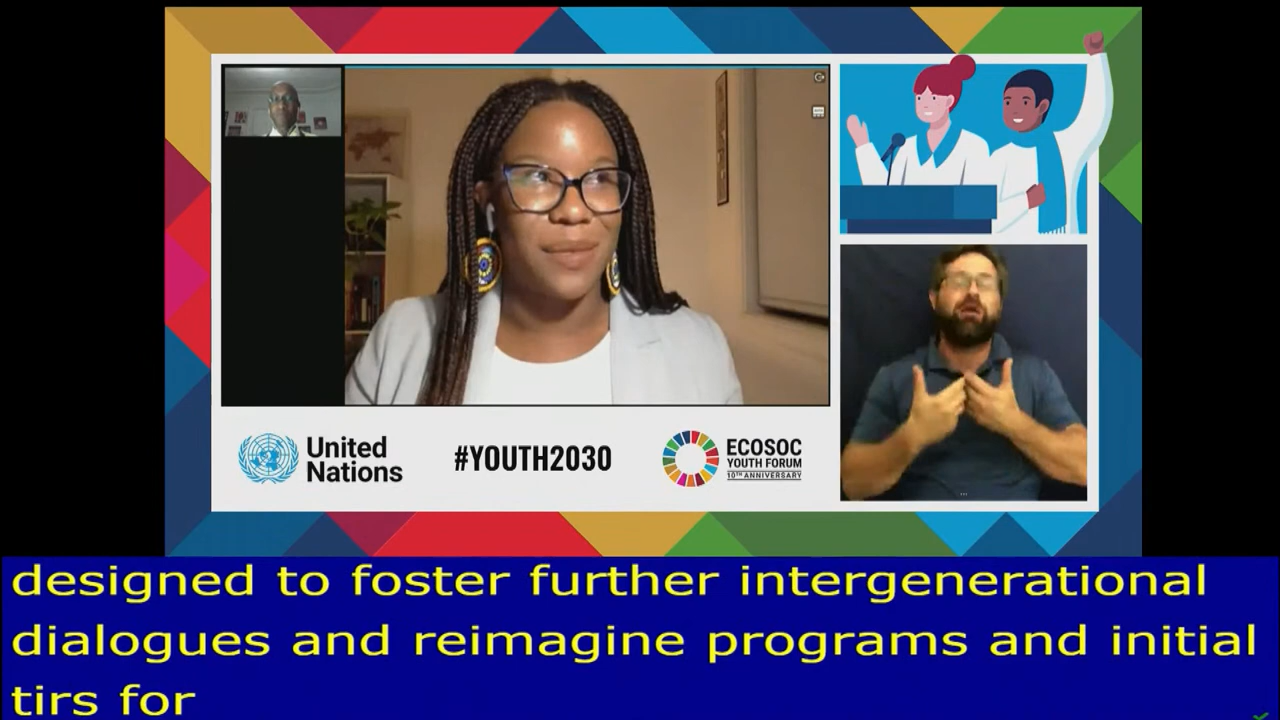 United
Nations
#YOUTH2030
ECOSOC
YOUTH FORUM
10TH ANNIVERSARY
designed to foster further intergenerational
dialogues and reimagine programs and initial
tirs for